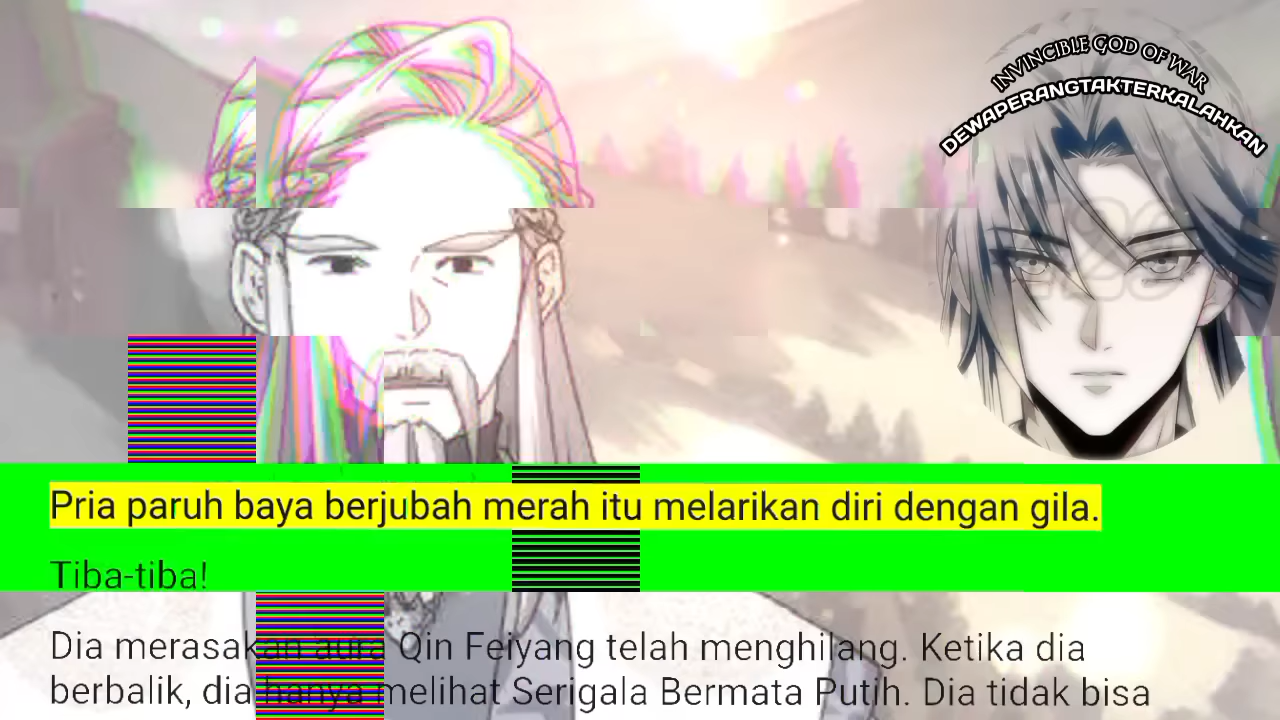 INVINCIBLE GOD OF WAR
DEWAPERANGTAKTERKALAHKAN
Pria paruh baya berjubah merah itu melarikan diri dengan gila.
Tiba-tiba!
Dia merasakan aura Qin Feiyang telah menghilang. Ketika dia
berbalik, dia hanya melihat Serigala Bermata Putih. Dia tidak bisa